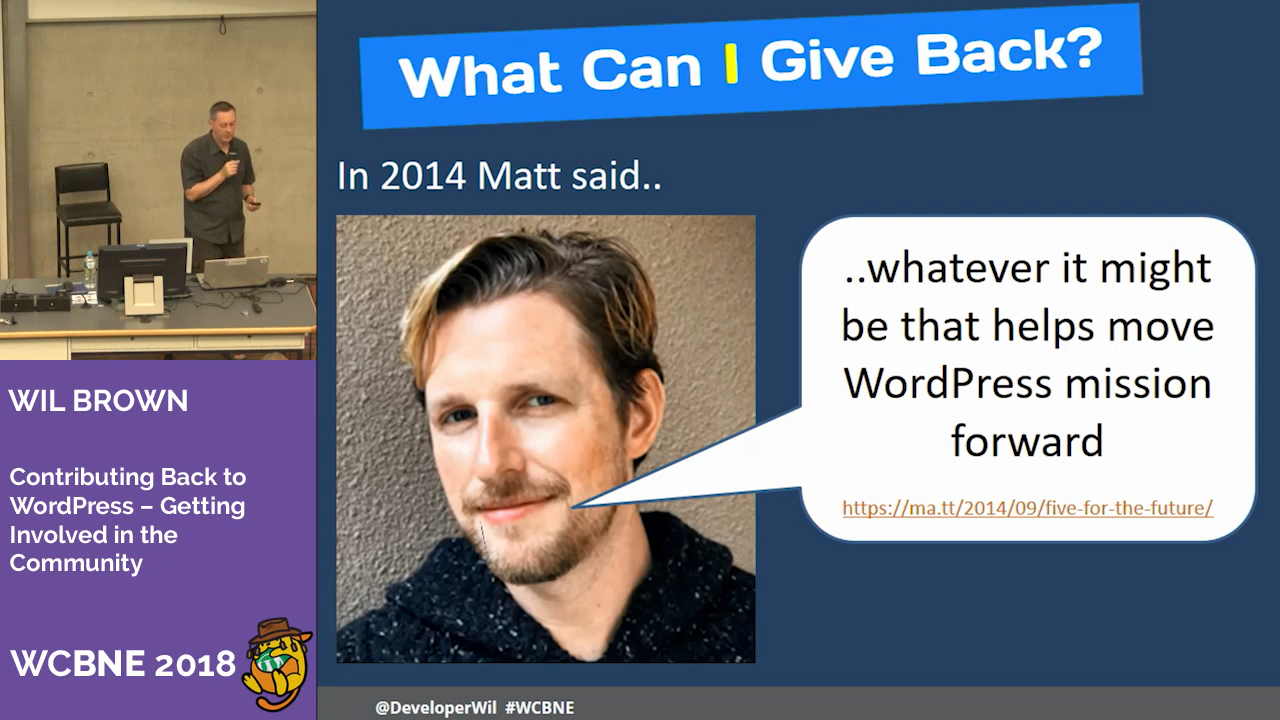 What Can I Give Back?
In 2014 Matt said..
..whatever it might
be that helps move
WordPress mission
forward
https://ma.tt/2014/09/five-for-the-future/
WIL BROWN
Contributing Back to
WordPress – Getting
Involved in the
Community
WCBNE 2018
@DeveloperWil #WCBNE